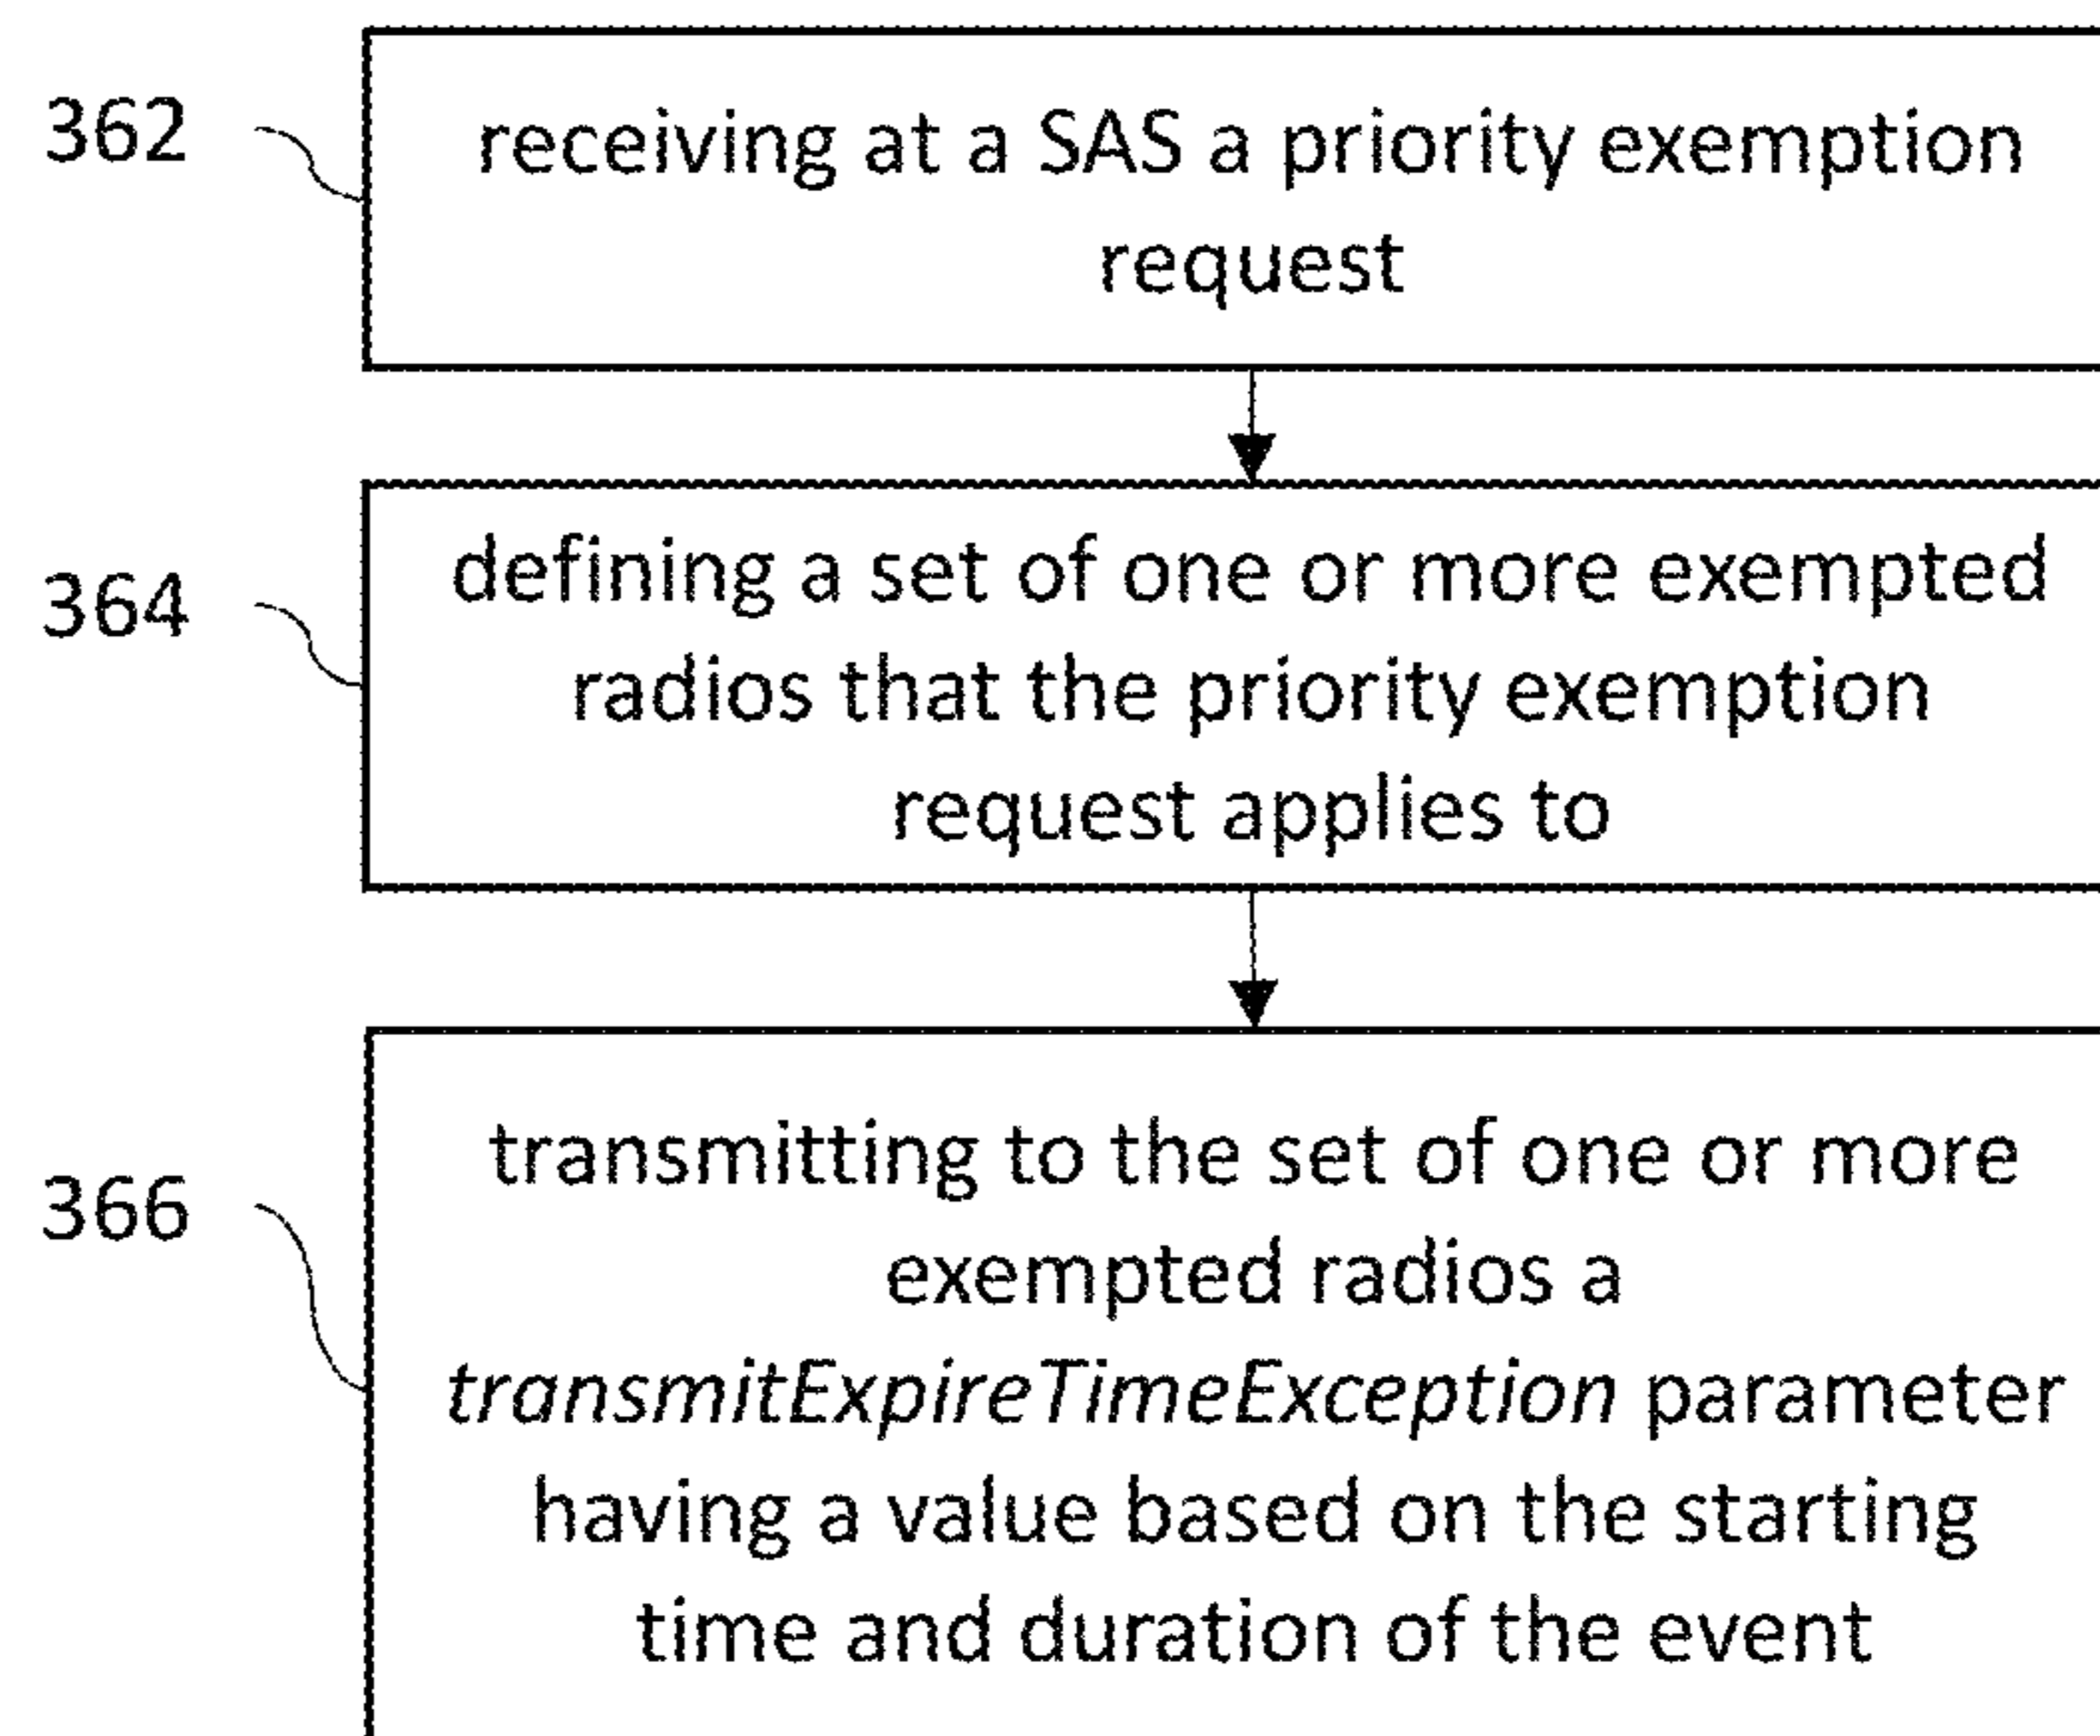 362
receiving at a SAS a priority exemption
request
364
defining a set of one or more exempted
radios that the priority exemption
request applies to
366
transmitting to the set of one or more
exempted radios a
transmitExpireTimeException parameter
having a value based on the starting
time and duration of the event